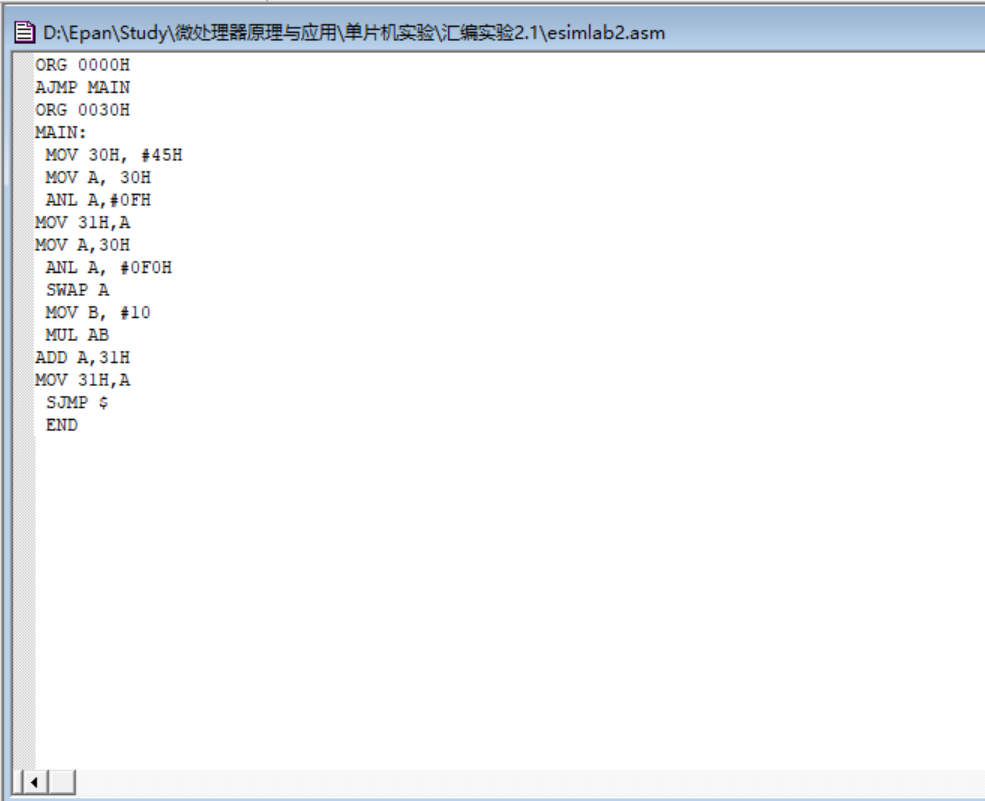 D:\Epan\Study\微处理器原理与应用\单片机实验\汇编实验2.1\esimlab2.asm
ORG 0000H
AJMP MAIN
ORG 0030H
MAIN:
MOV 30H, #45H
MOV A, 30H
ANL A,#0FH
MOV 31H,A
MOV A,30H
ANL A, #0F0H
SWAP A
MOV B, #10
MUL AB
ADD A,31H
MOV 31H,A
SJMP $
END